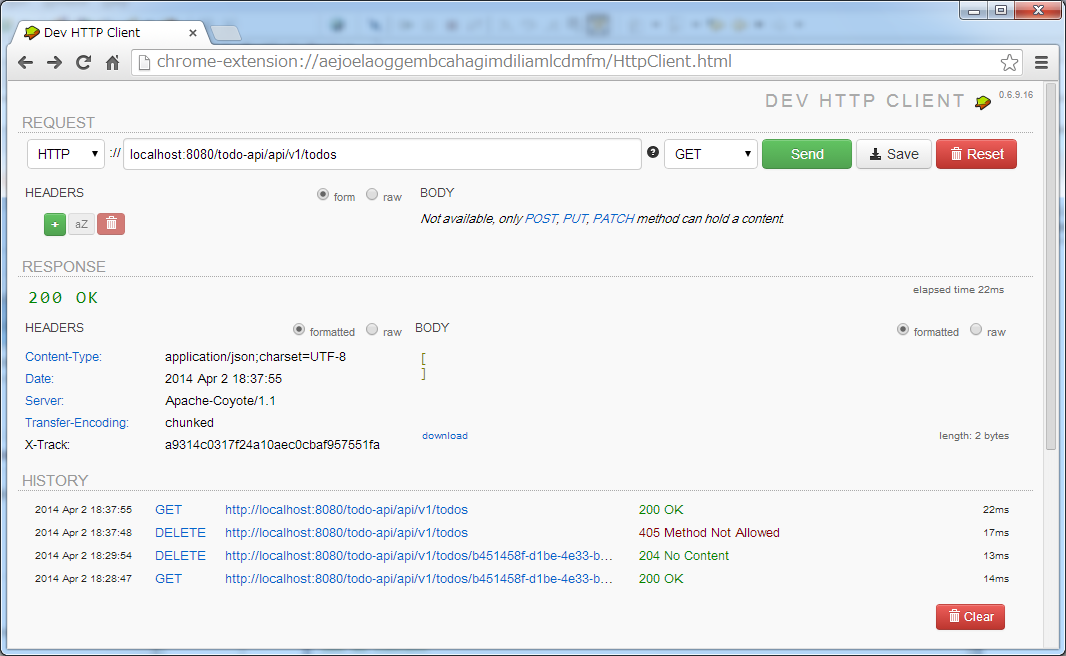 Dev HTTP Client
chrome-extension://aejoelaoggembcahagimdiliamlcdmfm/HttpClient.html
DEV HTTP CLIENT 0.6.9.16
REQUEST
HTTP :// localhost:8080/todo-api/api/v1/todos GET Send Save Reset
HEADERS form raw BODY
+ aZ Not available, only POST, PUT, PATCH method can hold a content.
RESPONSE
200 OK elapsed time 22ms
HEADERS formatted raw BODY formatted raw
Content-Type: application/json;charset=UTF-8 [
Date: 2014 Apr 2 18:37:55 ]
Server: Apache-Coyote/1.1
Transfer-Encoding: chunked
X-Track: a9314c0317f24a10aec0cbaf957551fa download length: 2 bytes
HISTORY
2014 Apr 2 18:37:55 GET http://localhost:8080/todo-api/api/v1/todos 200 OK 22ms
2014 Apr 2 18:37:48 DELETE http://localhost:8080/todo-api/api/v1/todos 405 Method Not Allowed 17ms
2014 Apr 2 18:29:54 DELETE http://localhost:8080/todo-api/api/v1/todos/b451458f-d1be-4e33-b... 204 No Content 13ms
2014 Apr 2 18:28:47 GET http://localhost:8080/todo-api/api/v1/todos/b451458f-d1be-4e33-b... 200 OK 14ms
Clear